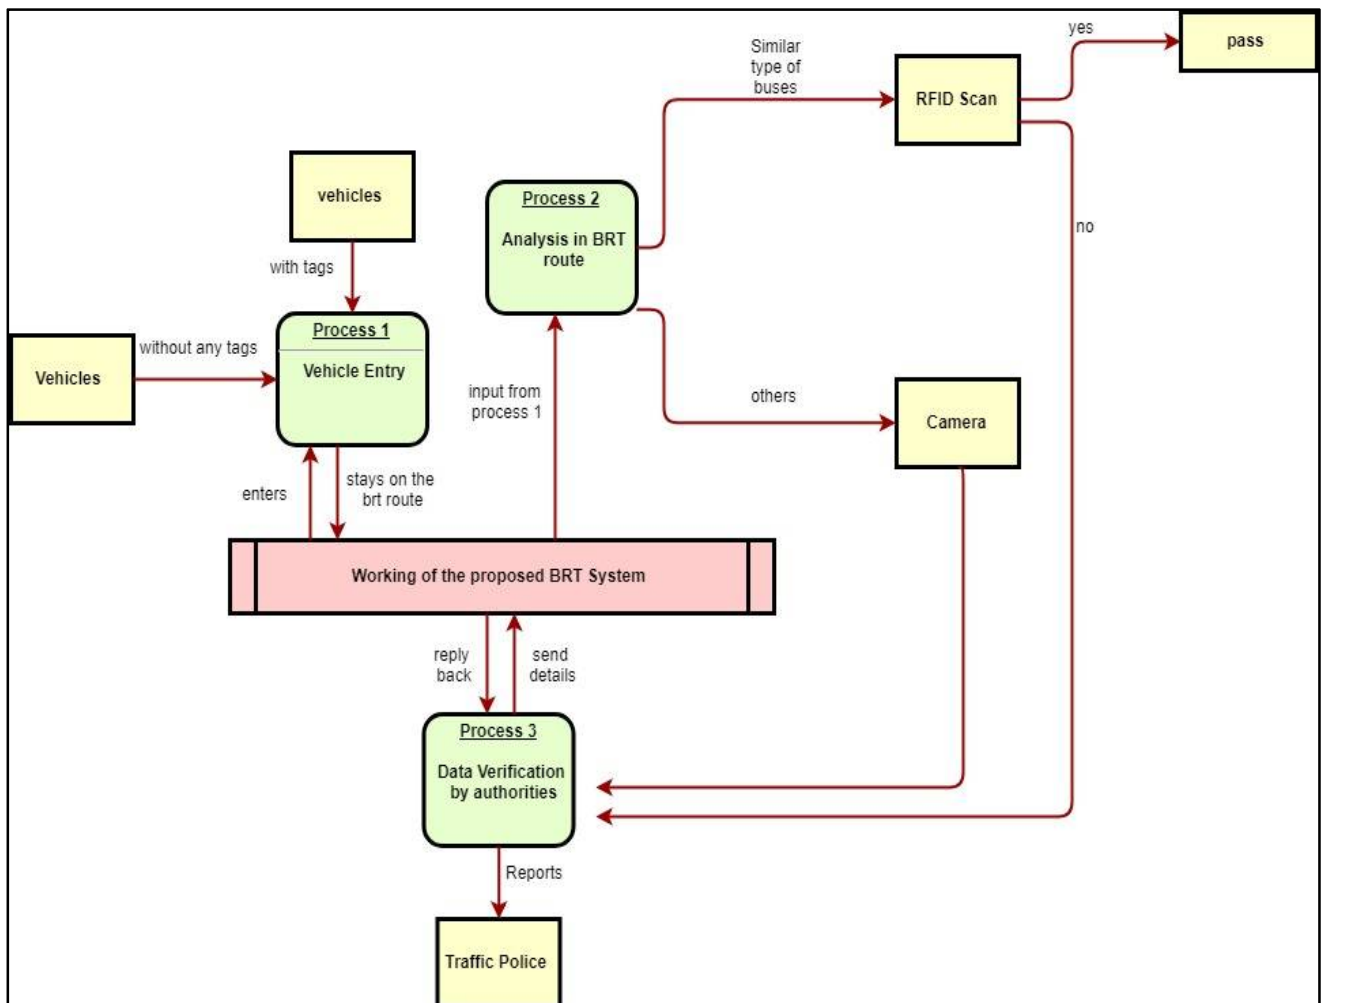 yes
pass
Similar
type of
buses
RFID Scan
vehicles
Process 2
Analysis in BRT
route
no
with tags
Process 1
Vehicle Entry
without any tags
Vehicles
input from
process 1
others
Camera
enters
stays on the
brt route
Working of the proposed BRT System
reply
back
send
details
Process 3
Data Verification
by authorities
Reports
Traffic Police